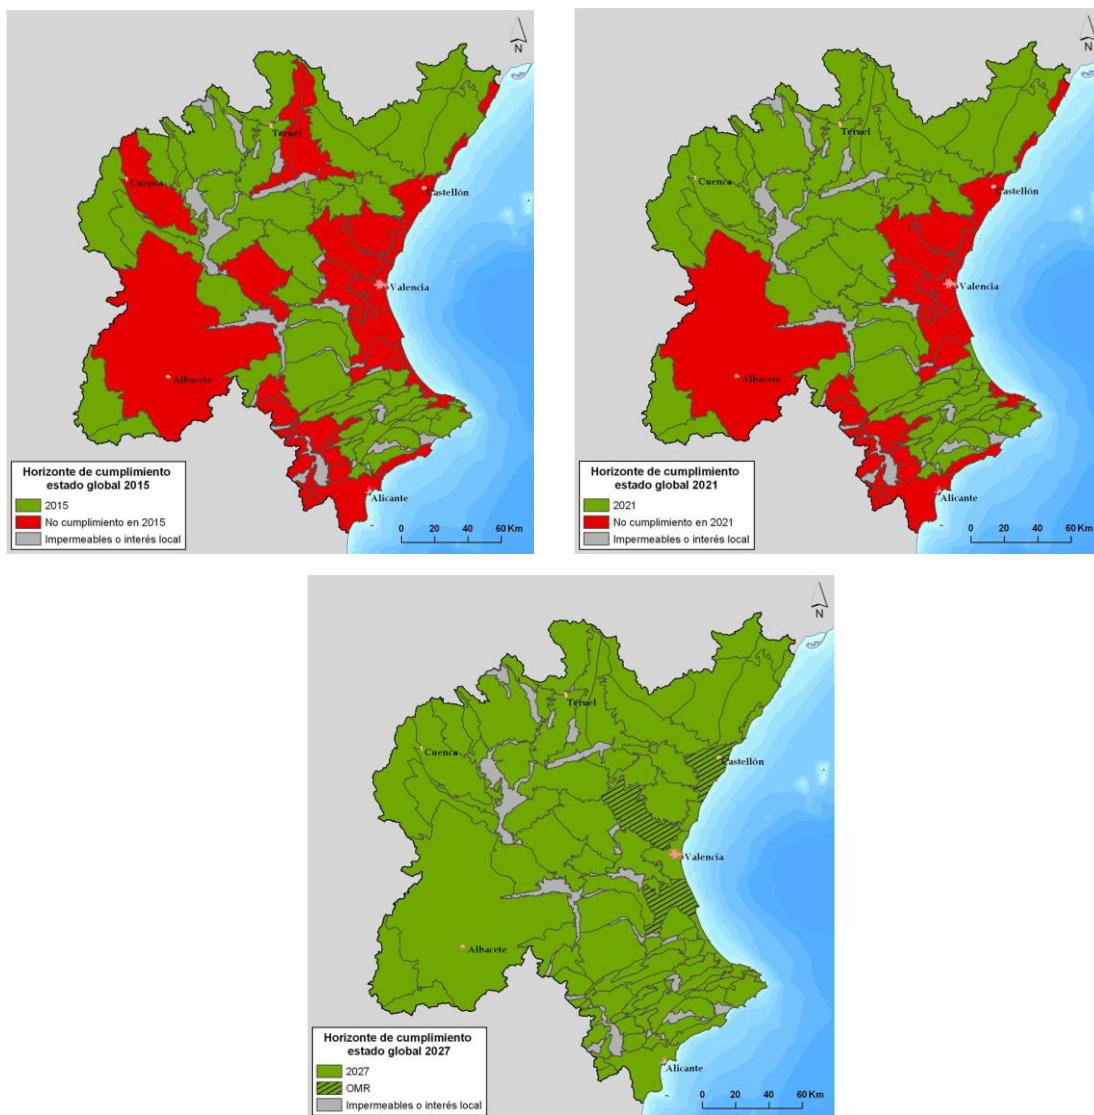 N
Teruel
Cuenca
Castellón
Valencia
Albacete
Alicante
Horizonte de cumplimiento
estado global 2015
2015
No cumplimiento en 2015
Impermeables o interés local
0 20 40 60 Km
N
Teruel
Cuenca
Castellón
Valencia
Albacete
Alicante
Horizonte de cumplimiento
estado global 2021
2021
No cumplimiento en 2021
Impermeables o interés local
0 20 40 60 Km
N
Teruel
Cuenca
Castellón
Valencia
Albacete
Alicante
Horizonte de cumplimiento
estado global 2027
2027
OMR
Impermeables o interés local
0 20 40 60 Km